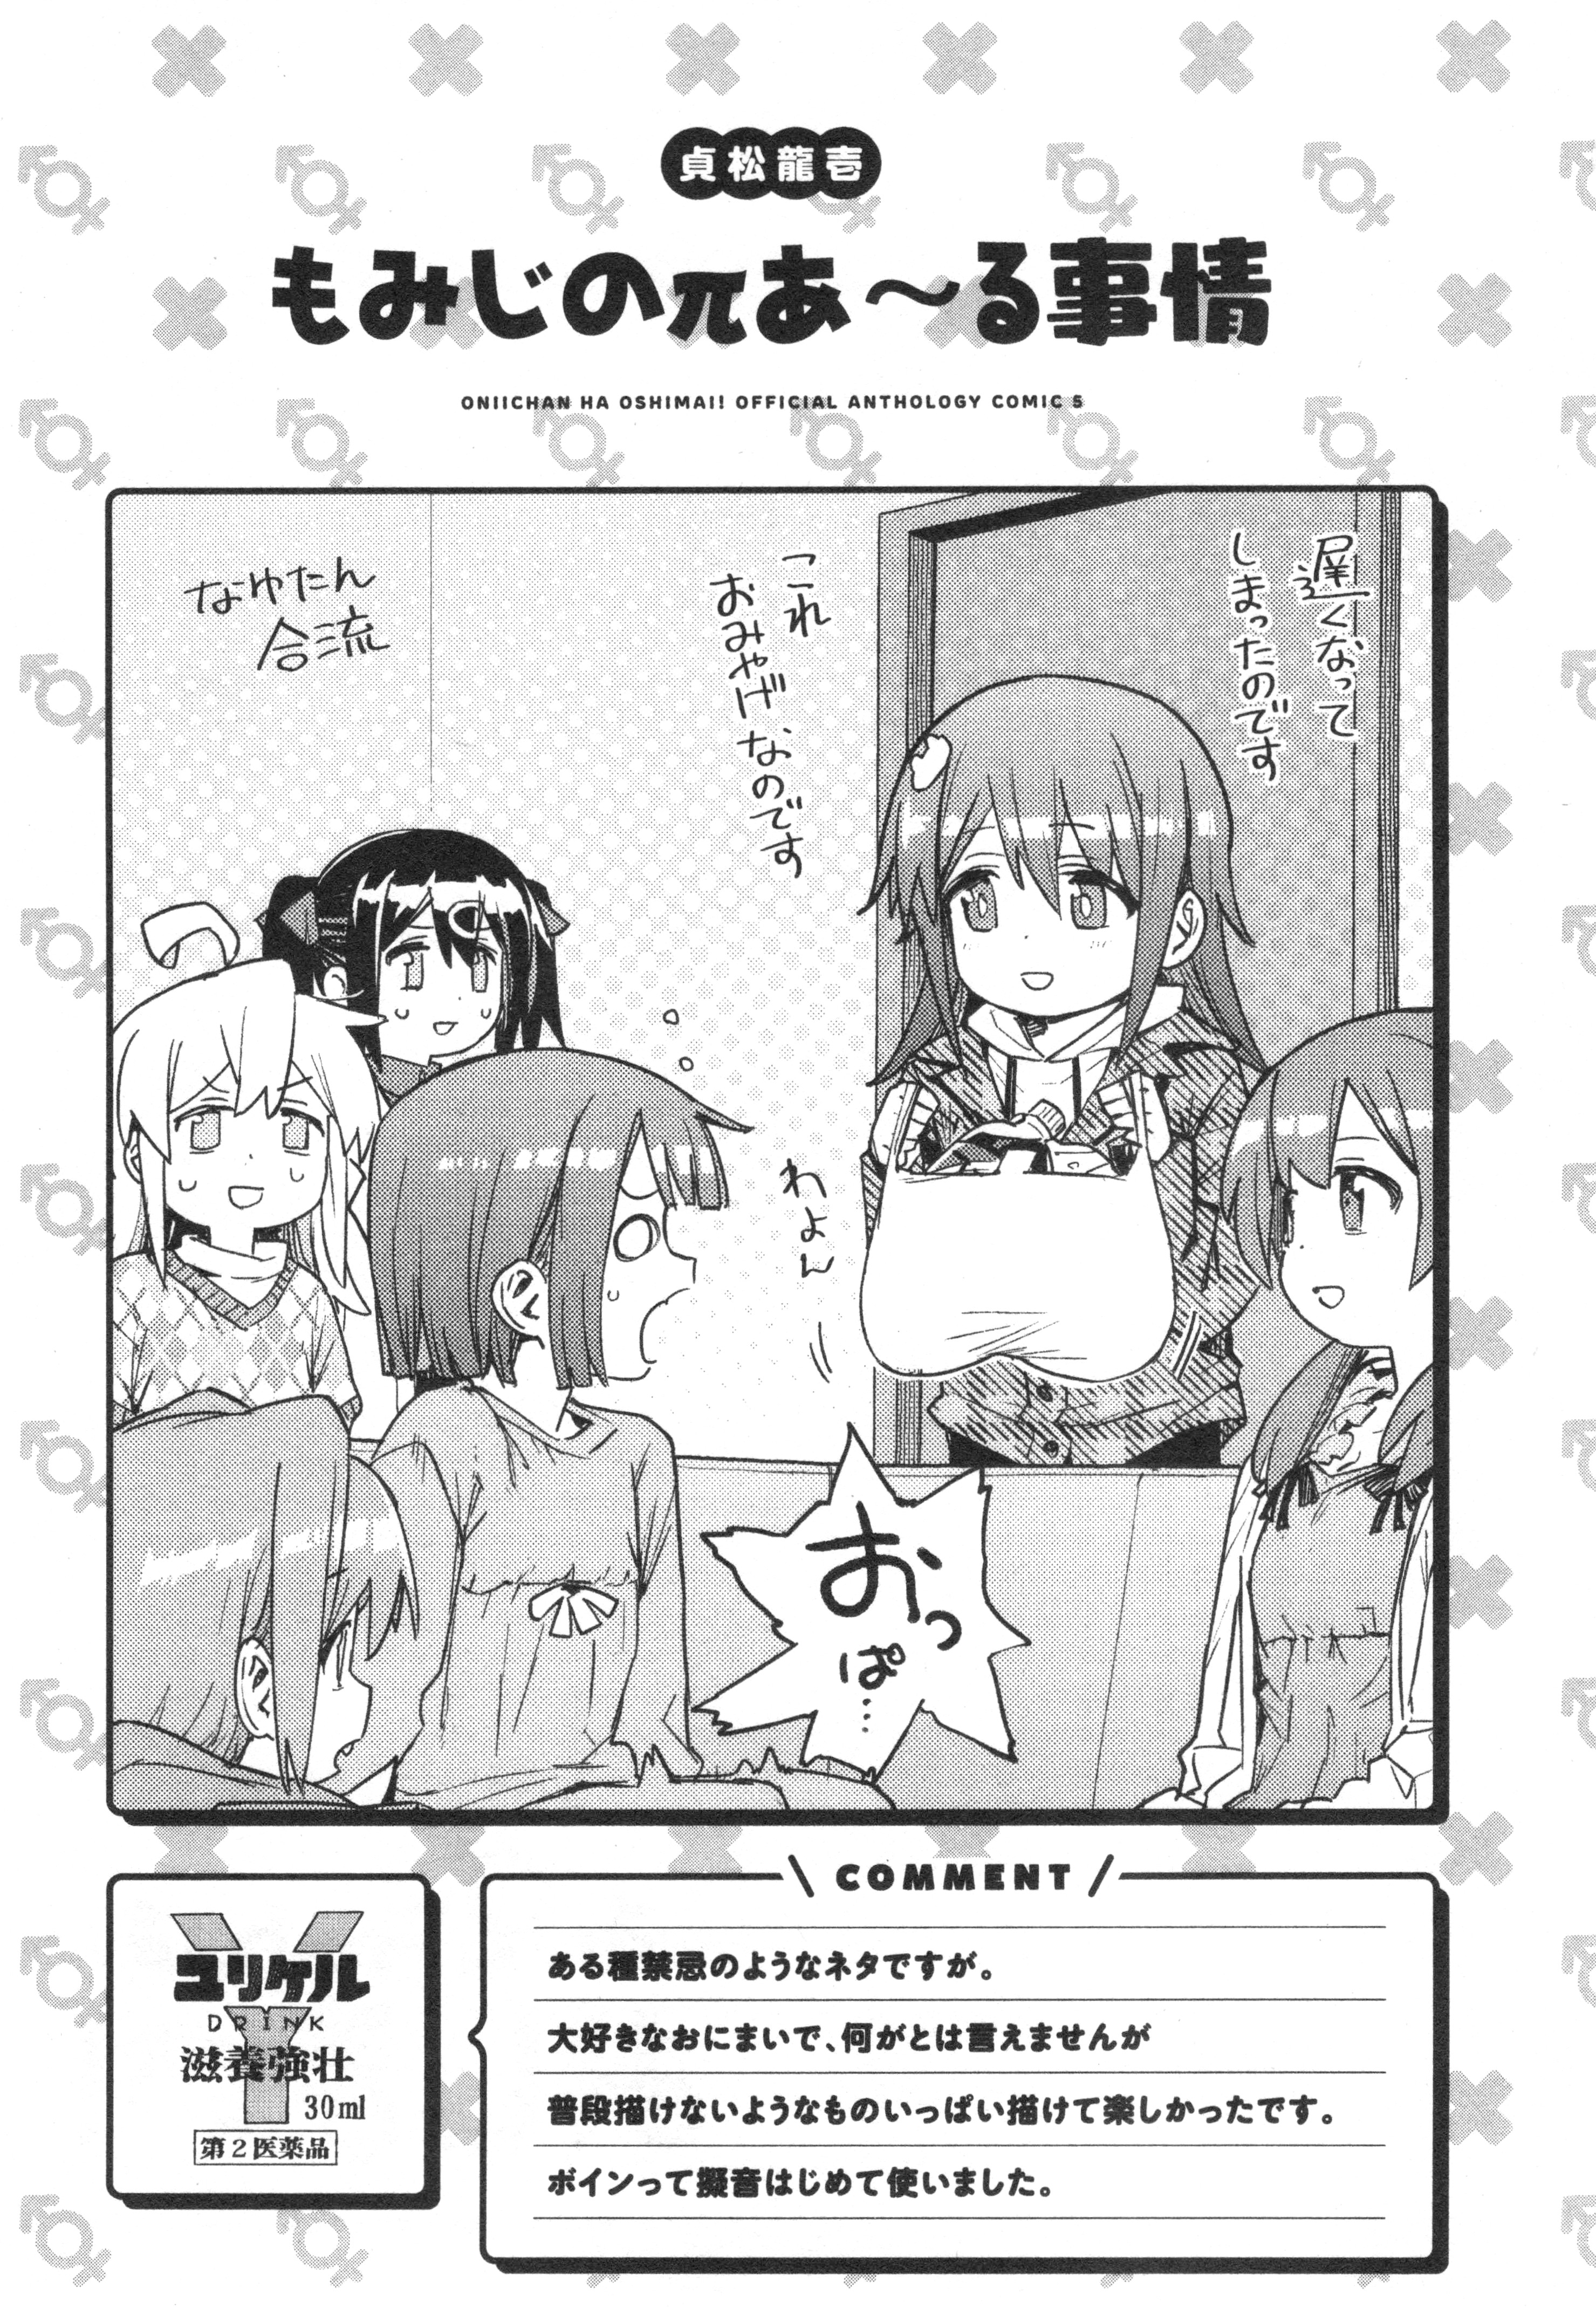 貞松龍壱
もみじのπあ〜る事情
ONIICHAN HA OSHIMAI! OFFICIAL ANTHOLOGY COMIC 5
遅くなって
しまったのです
これ
おみやげなのです
なゆたん
合流
わよん
おっ
ぱ…
ユリケル
DRINK
滋養強壮
30ml
第2医薬品
COMMENT
ある種禁忌のようなネタですが。
大好きなおにまいで、何がとは言えませんが
普段描けないようなものいっぱい描けて楽しかったです。
ボインって擬音はじめて使いました。